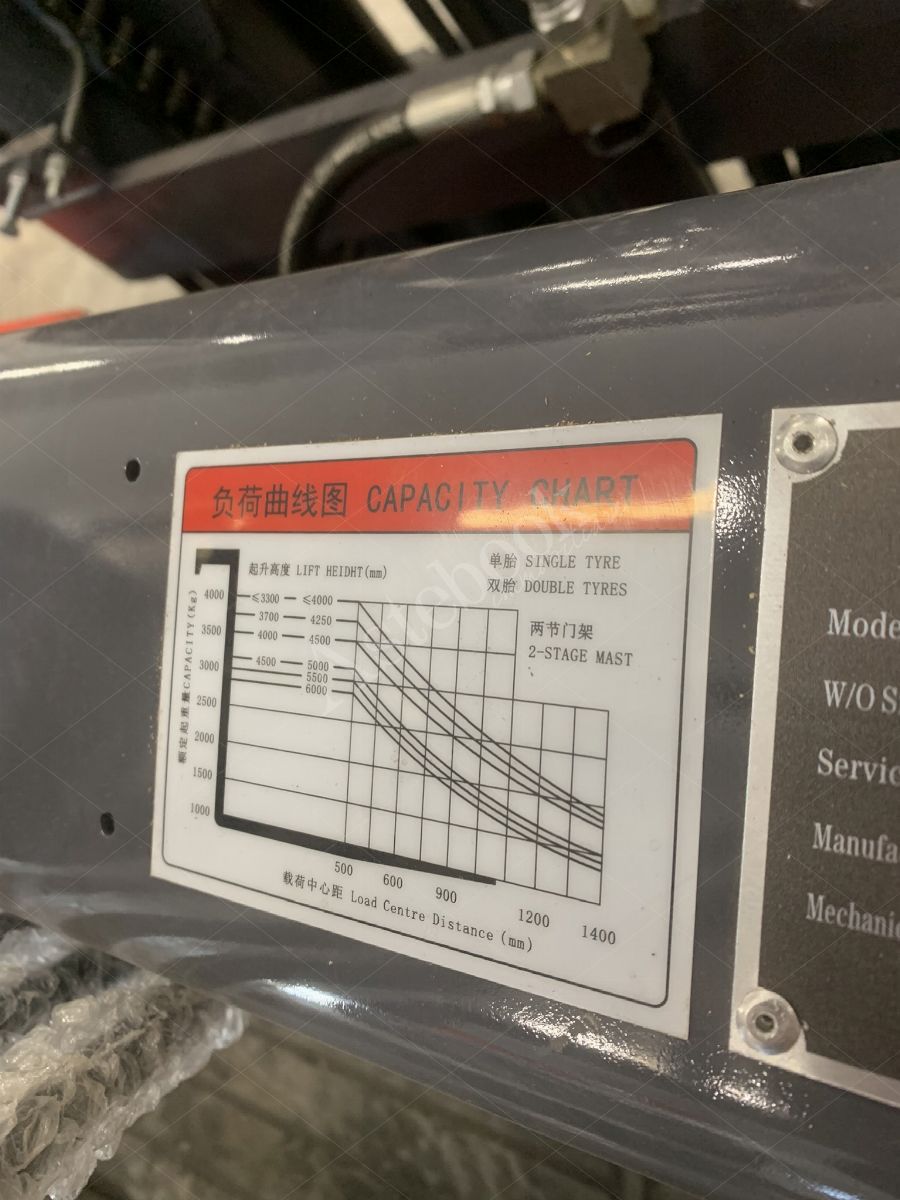 负荷曲线图 CAPACITY CHART
起升高度 LIFT HEIDHT(mm)
单胎 SINGLE TYRE
双胎 DOUBLE TYRES
两节门架
2-STAGE MAST
额定起重量CAPACITY(Kg)
4000
3500
3000
2500
2000
1500
1000
≤3300 ≤4000
3700 4250
4000 4500
4500 5000
5500
6000
500 600 900 1200 1400
载荷中心距 Load Centre Distance (mm)
Mode
W/O S
Servic
Manufa
Mechanic
Autebook